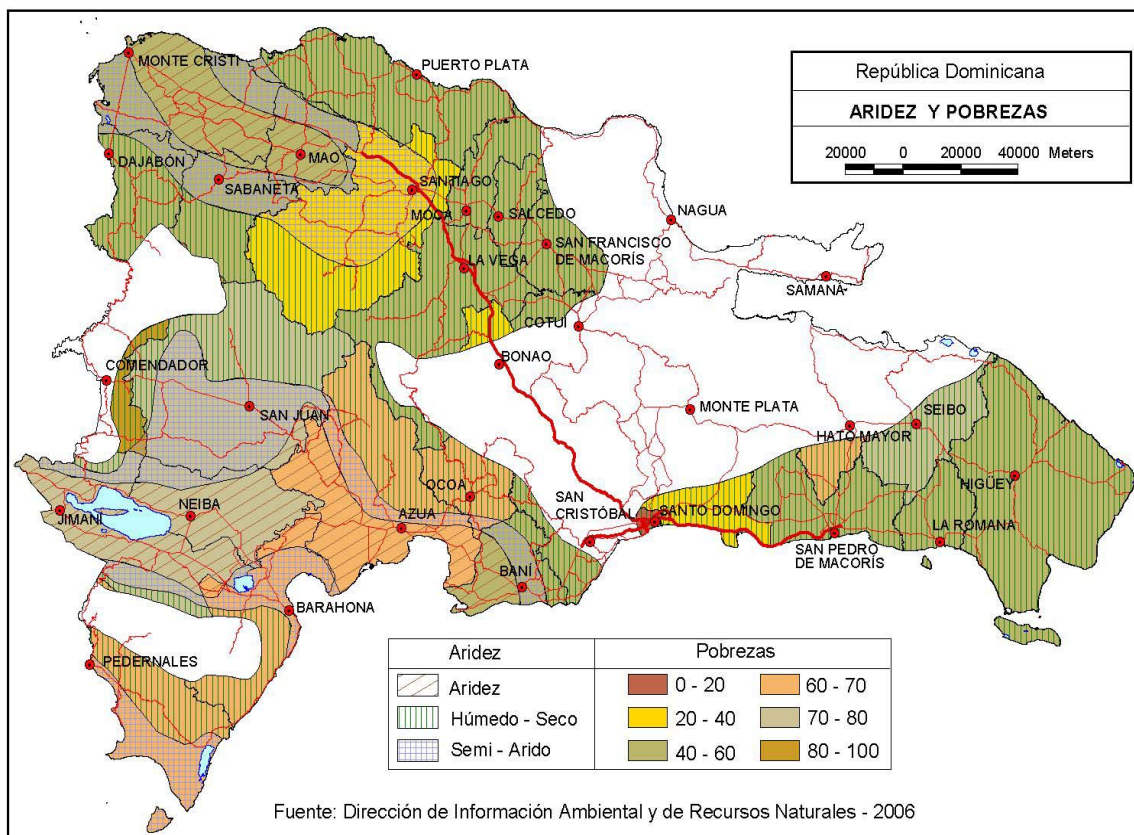 República Dominicana
ARIDEZ Y POBREZAS
20000 0 20000 40000 Meters
MONTE CRISTI
PUERTO PLATA
DAJABÓN
MAO
SABANETA
SANTIAGO
MOCA
SALCEDO
NAGUA
SAN FRANCISCO
DE MACORÍS
LA VEGA
SAMANA
COTUÍ
BONAO
COMENDADOR
SAN JUAN
MONTE PLATA
SEIBO
HATO MAYOR
OCOA
HIGÜEY
NEIBA
JIMANÍ
AZUA
SAN
CRISTÓBAL
SANTO DOMINGO
SAN PEDRO
DE MACORÍS
LA ROMANA
BANÍ
BARAHONA
PEDERNALES
Aridez
Pobrezas
Aridez
0 - 20
60 - 70
Húmedo - Seco
20 - 40
70 - 80
Semi - Arido
40 - 60
80 - 100
Fuente: Dirección de Información Ambiental y de Recursos Naturales - 2006